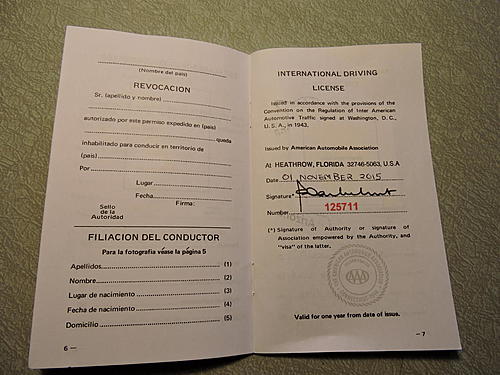 (Nombre del país)
REVOCACION
Sr. (apellido y nombre)
autorizado por este permiso expedido en (país)
queda
inhabilitado para conducir en territorio de
(país)
Por
Lugar
Fecha
Firma:
Sello
de la
Autoridad
FILIACION DEL CONDUCTOR
Para la fotografía véase la página 5
Apellidos (1)
Nombre (2)
Lugar de nacimiento (3)
Fecha de nacimiento (4)
Domicilio (5)
6 —
INTERNATIONAL DRIVING
LICENSE
Issued in accordance with the provisions of the
Convention on the Regulation of Inter American
Automotive Traffic signed at Washington, D.C.,
U.S.A., in 1943.
Issued by American Automobile Association
At HEATHROW, FLORIDA 32746-5063, U.S.A
Date 01 NOVEMBER 2015
Signature*
Number 125711
(*) Signature of Authority or signature of
Association empowered by the Authority, and
"visa" of the latter.
AAA
Valid for one year from date of issue.
— 7